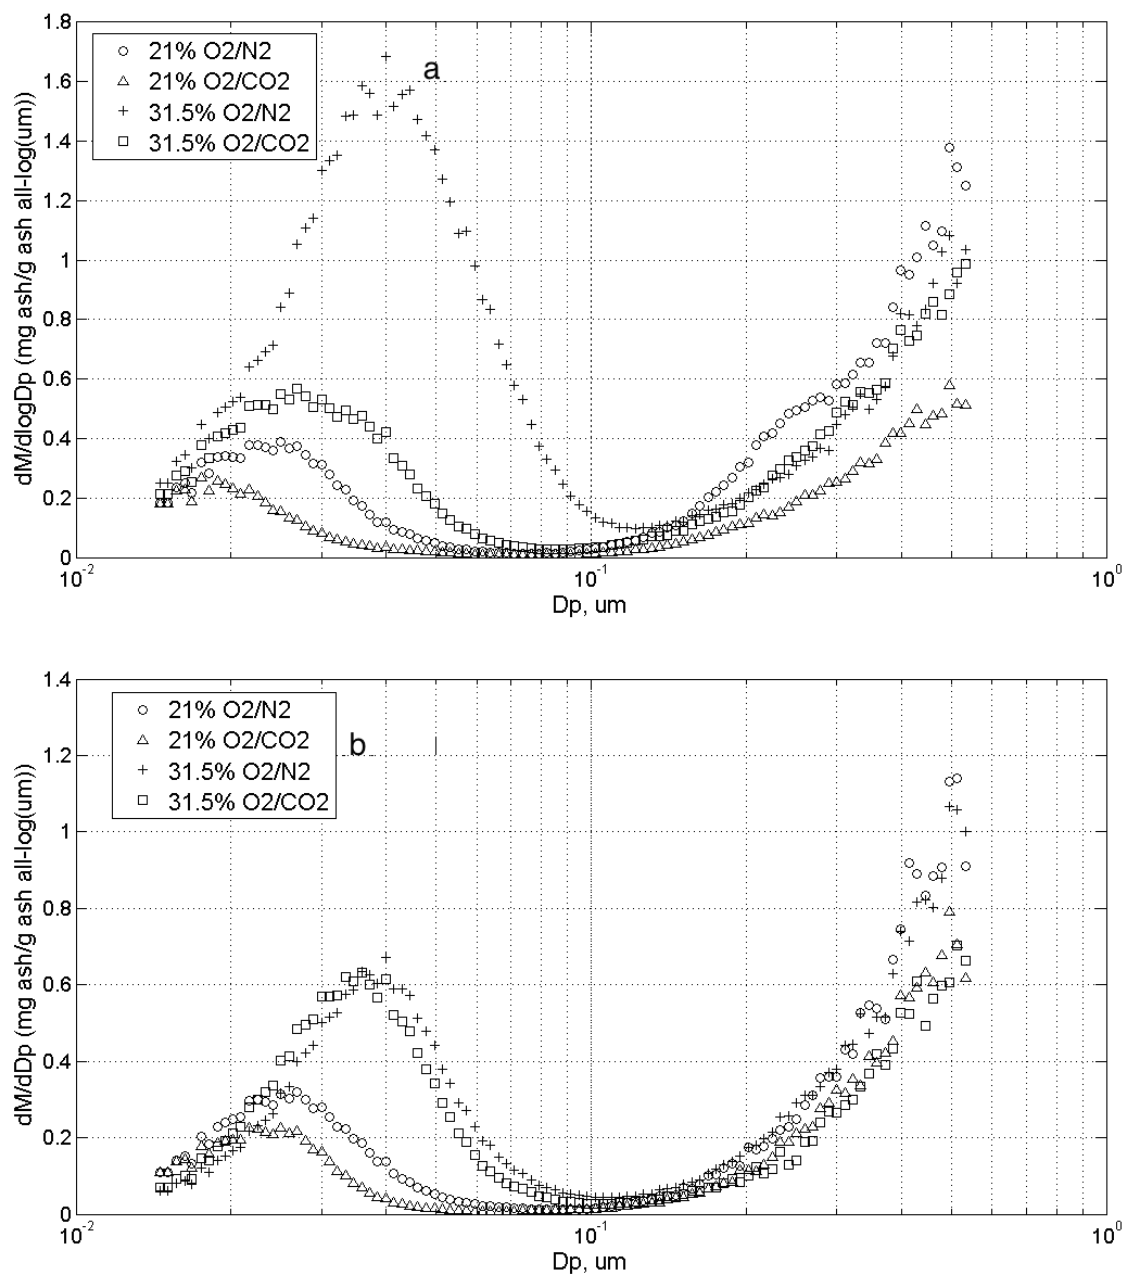 1.8
1.6
1.4
1.2
1
0.8
0.6
0.4
0.2
0
dM/dlogDp (mg ash/g ash all-log(um))
21% O2/N2
21% O2/CO2
31.5% O2/N2
31.5% O2/CO2
a
10-2
10-1
100
Dp, um
1.4
1.2
1
0.8
0.6
0.4
0.2
0
dM/dDp (mg ash/g ash all-log(um))
21% O2/N2
21% O2/CO2
31.5% O2/N2
31.5% O2/CO2
b
10-2
10-1
100
Dp, um